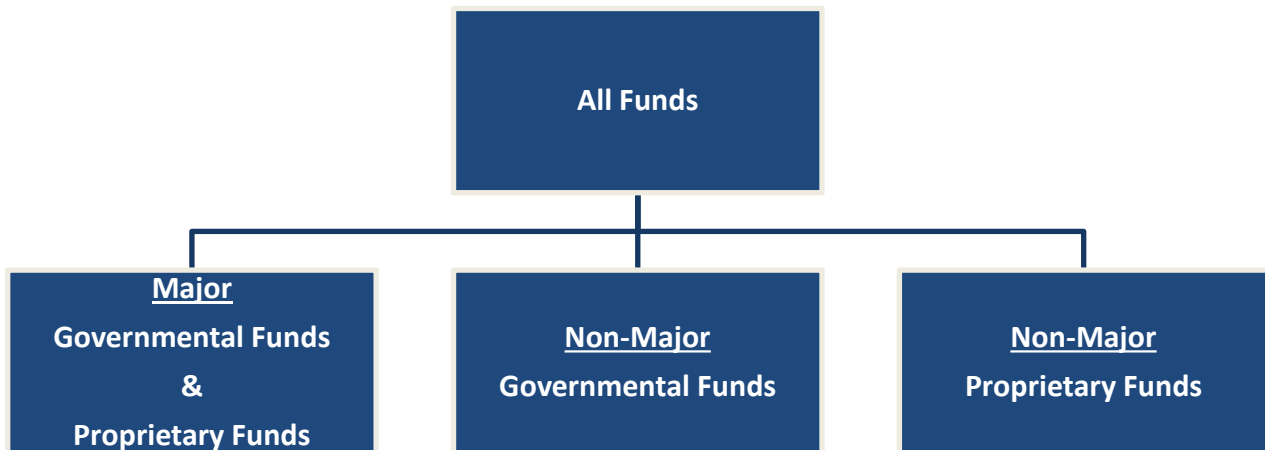 All Funds
Major
Governmental Funds
&
Proprietary Funds
Non-Major
Governmental Funds
Non-Major
Proprietary Funds